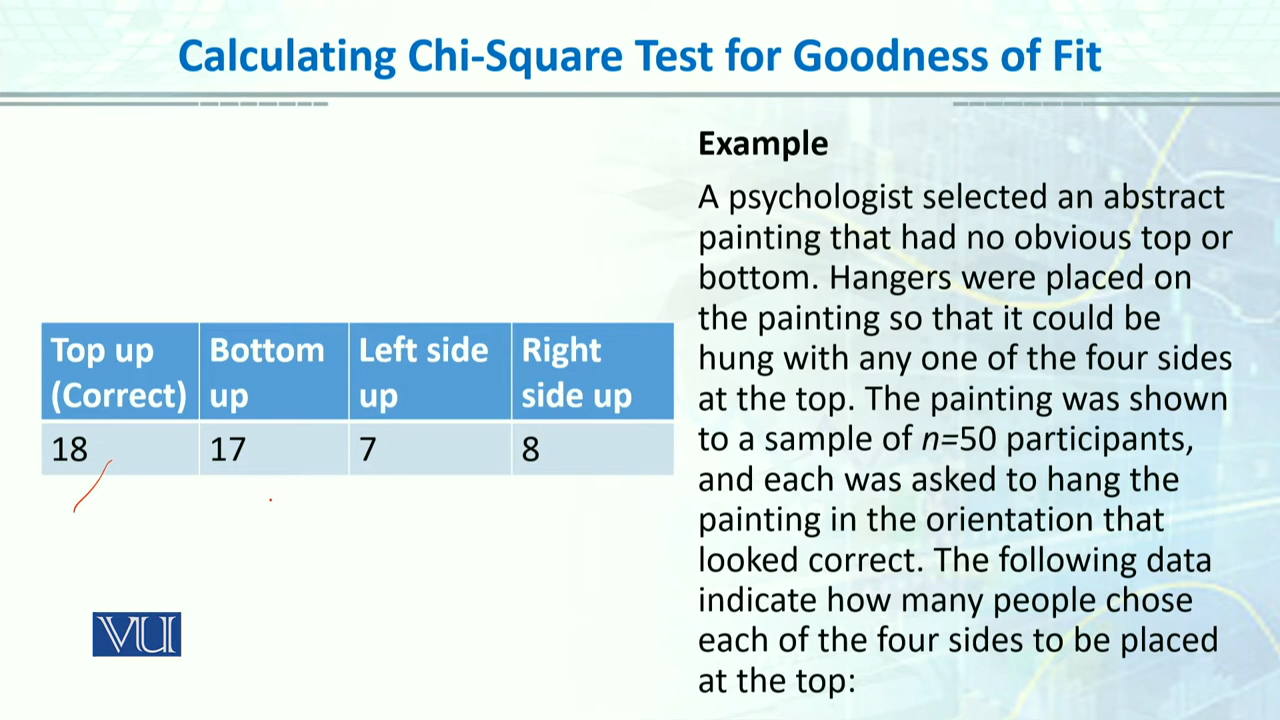 Calculating Chi-Square Test for Goodness of Fit
Top up
(Correct)
Bottom
up
Left side
up
Right
side up
18
17
7
8
VU
Example
A psychologist selected an abstract
painting that had no obvious top or
bottom. Hangers were placed on
the painting so that it could be
hung with any one of the four sides
at the top. The painting was shown
to a sample of n=50 participants,
and each was asked to hang the
painting in the orientation that
looked correct. The following data
indicate how many people chose
each of the four sides to be placed
at the top: